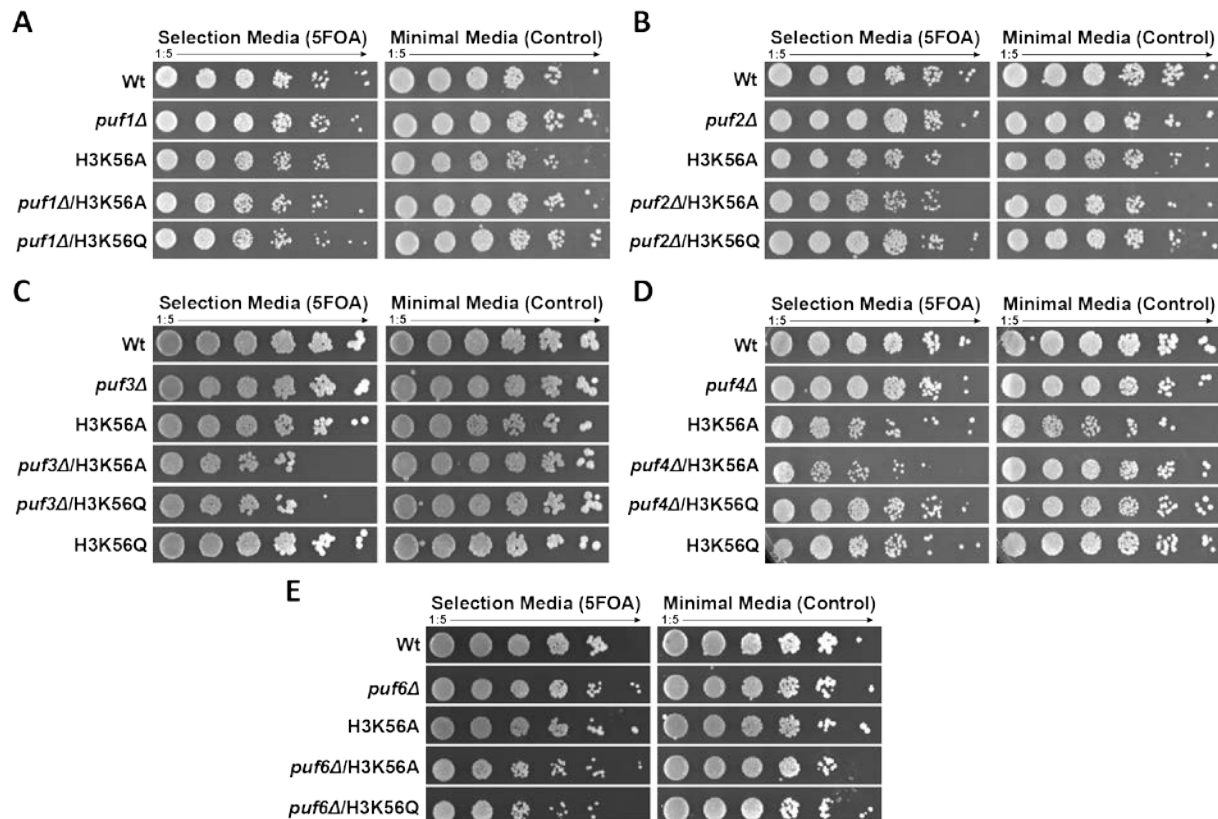 A
Selection Media (5FOA)
Minimal Media (Control)
1:5
1:5
Wt
puf1Δ
H3K56A
puf1Δ/H3K56A
puf1Δ/H3K56Q
B
Selection Media (5FOA)
Minimal Media (Control)
1:5
1:5
Wt
puf2Δ
H3K56A
puf2Δ/H3K56A
puf2Δ/H3K56Q
C
Selection Media (5FOA)
Minimal Media (Control)
1:5
1:5
Wt
puf3Δ
H3K56A
puf3Δ/H3K56A
puf3Δ/H3K56Q
H3K56Q
D
Selection Media (5FOA)
Minimal Media (Control)
1:5
1:5
Wt
puf4Δ
H3K56A
puf4Δ/H3K56A
puf4Δ/H3K56Q
H3K56Q
E
Selection Media (5FOA)
Minimal Media (Control)
1:5
1:5
Wt
puf6Δ
H3K56A
puf6Δ/H3K56A
puf6Δ/H3K56Q